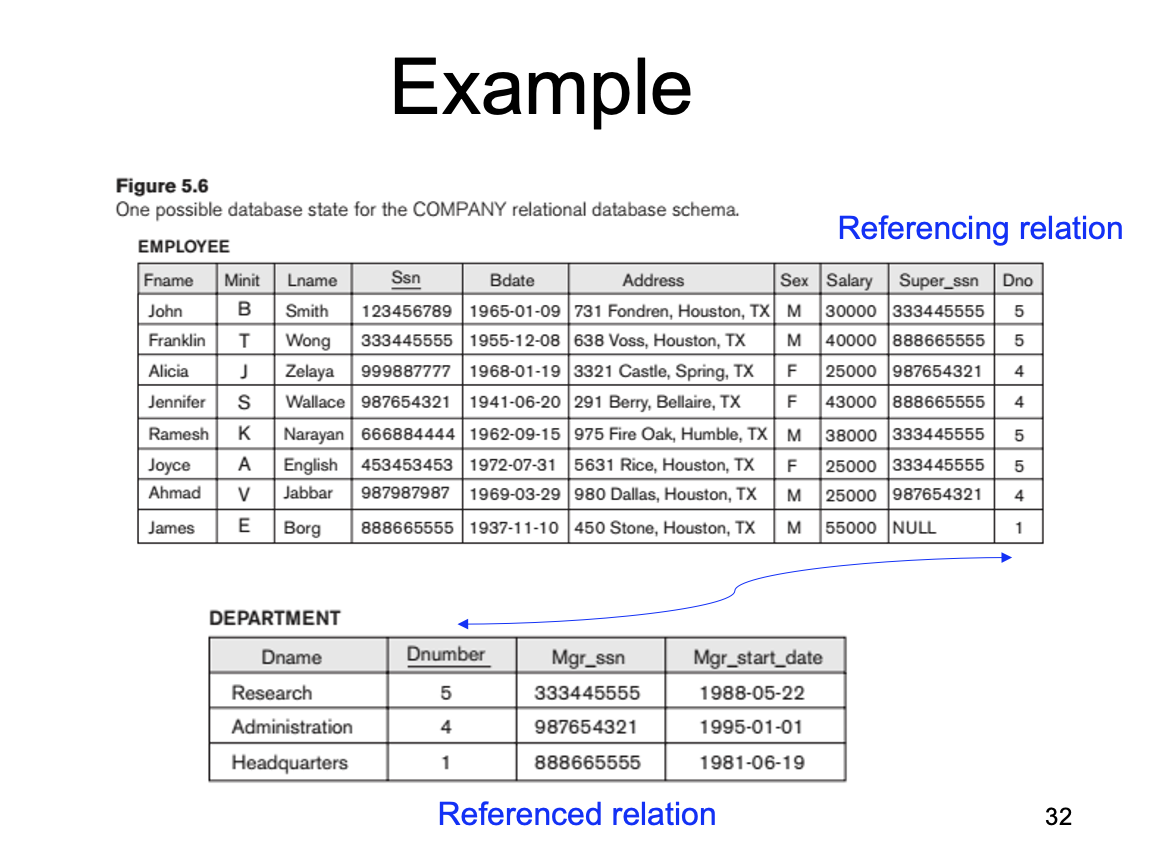 Example
Figure 5.6
One possible database state for the COMPANY relational database schema.
Referencing relation
EMPLOYEE
Fname Minit Lname Ssn Bdate Address Sex Salary Super_ssn Dno
John B Smith 123456789 1965-01-09 731 Fondren, Houston, TX M 30000 333445555 5
Franklin T Wong 333445555 1955-12-08 638 Voss, Houston, TX M 40000 888665555 5
Alicia J Zelaya 999887777 1968-01-19 3321 Castle, Spring, TX F 25000 987654321 4
Jennifer S Wallace 987654321 1941-06-20 291 Berry, Bellaire, TX F 43000 888665555 4
Ramesh K Narayan 666884444 1962-09-15 975 Fire Oak, Humble, TX M 38000 333445555 5
Joyce A English 453453453 1972-07-31 5631 Rice, Houston, TX F 25000 333445555 5
Ahmad V Jabbar 987987987 1969-03-29 980 Dallas, Houston, TX M 25000 987654321 4
James E Borg 888665555 1937-11-10 450 Stone, Houston, TX M 55000 NULL 1
DEPARTMENT
Dname Dnumber Mgr_ssn Mgr_start_date
Research 5 333445555 1988-05-22
Administration 4 987654321 1995-01-01
Headquarters 1 888665555 1981-06-19
Referenced relation
32